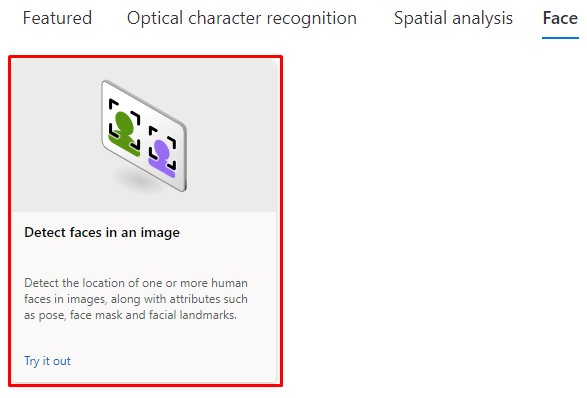 Featured Optical character recognition Spatial analysis Face
Detect faces in an image
Detect the location of one or more human
faces in images, along with attributes such
as pose, face mask and facial landmarks.
Try it out